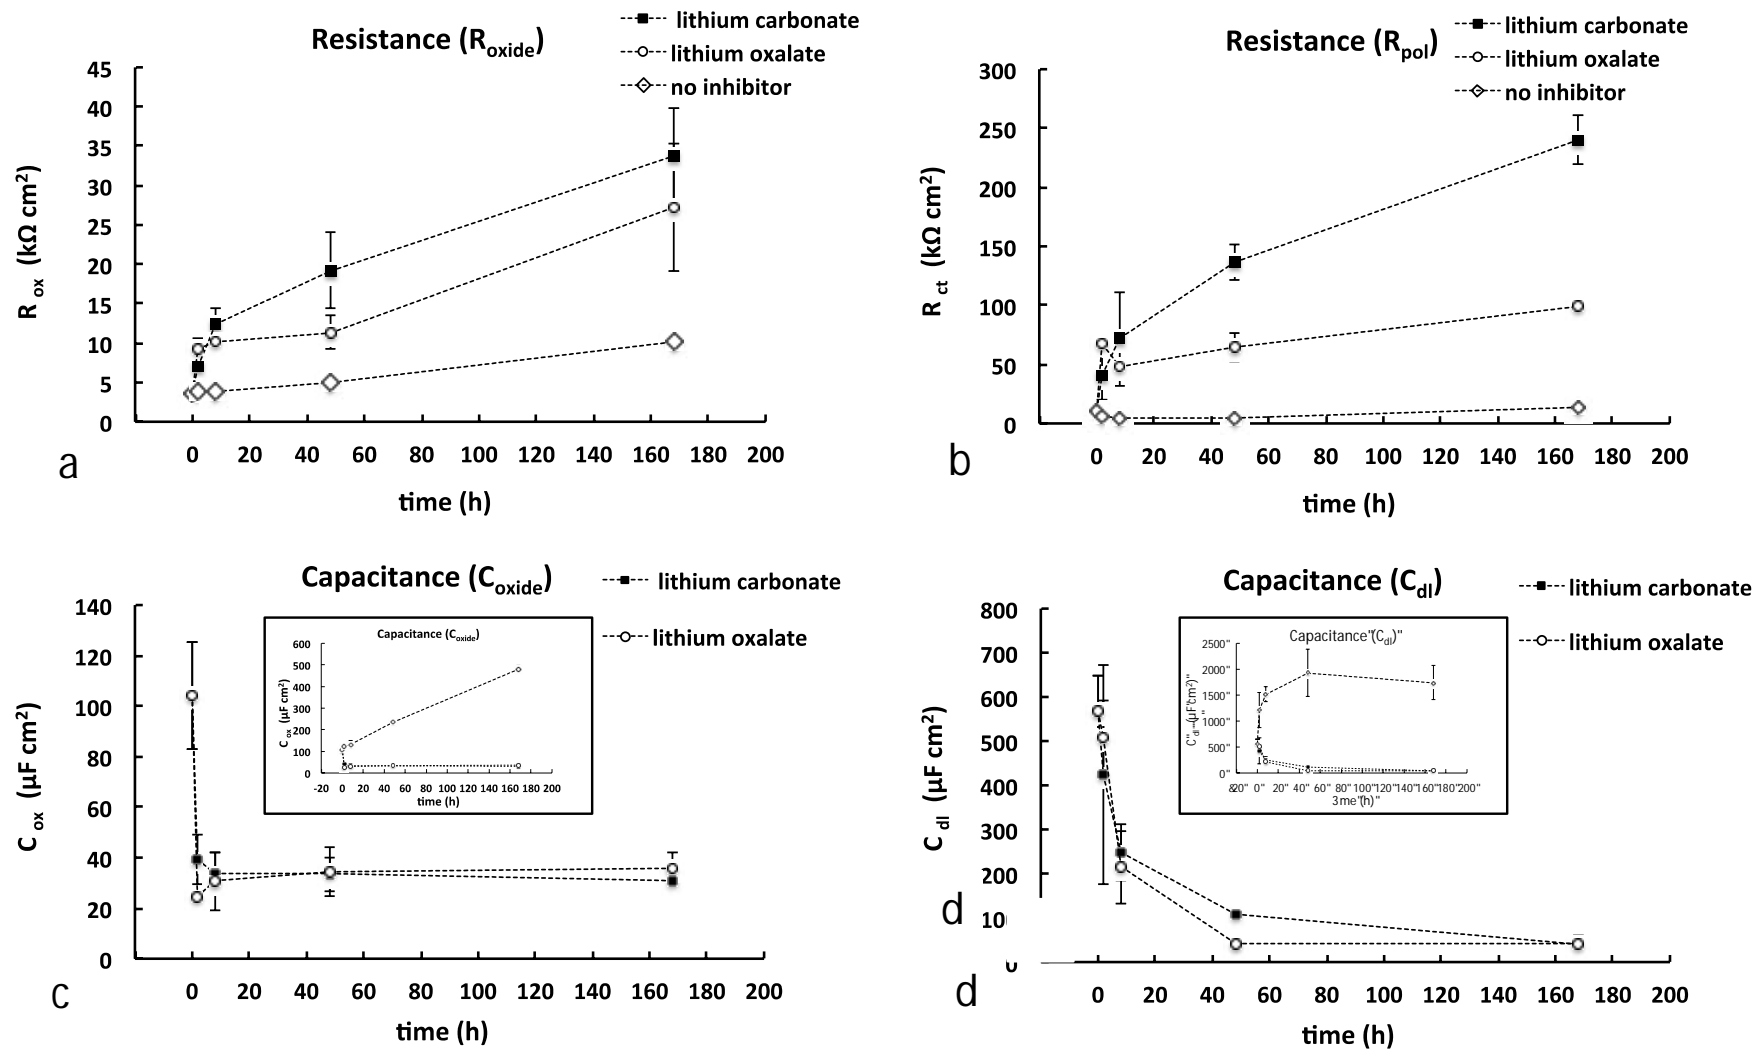 Resistance (Roxide)
lithium carbonate
lithium oxalate
no inhibitor
45
40
35
30
25
20
15
10
5
0
R ox (kΩ cm2)
0 20 40 60 80 100 120 140 160 180 200
time (h)
a
Resistance (Rpol)
lithium carbonate
lithium oxalate
no inhibitor
300
250
200
150
100
50
0
R ct (kΩ cm2)
0 20 40 60 80 100 120 140 160 180 200
time (h)
b
Capacitance (Coxide)
lithium carbonate
lithium oxalate
140
120
100
80
60
40
20
0
C ox (µF cm2)
0 20 40 60 80 100 120 140 160 180 200
time (h)
c
Capacitance (Coxide)
600
500
400
300
200
100
0
C ox (µF cm2)
-20 0 20 40 60 80 100 120 140 160 180 200
time (h)
Capacitance (Cdl)
lithium carbonate
lithium oxalate
800
700
600
500
400
300
200
10
0
C dl (µF cm2)
0 20 40 60 80 100 120 140 160 180 200
time (h)
d
d
Capacitance"(Cdl)"
2500"
2000"
1500"
1000"
500"
0"
C"dl"(µF"cm2)"
0" 20" 40" 60" 80" 100" 120" 140" 160" 180" 200"
3me"(h)"